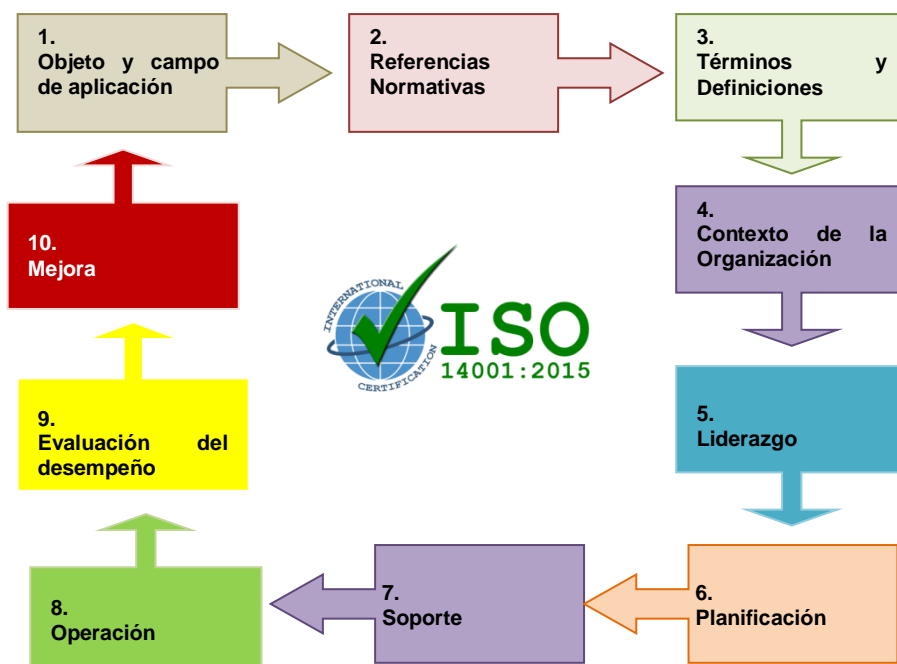 1.
Objeto y campo
de aplicación
2.
Referencias
Normativas
3.
Términos y
Definiciones
4.
Contexto de la
Organización
10.
Mejora
INTERNATIONAL
CERTIFICATION
ISO
14001:2015
5.
Liderazgo
9.
Evaluación del
desempeño
6.
Planificación
7.
Soporte
8.
Operación